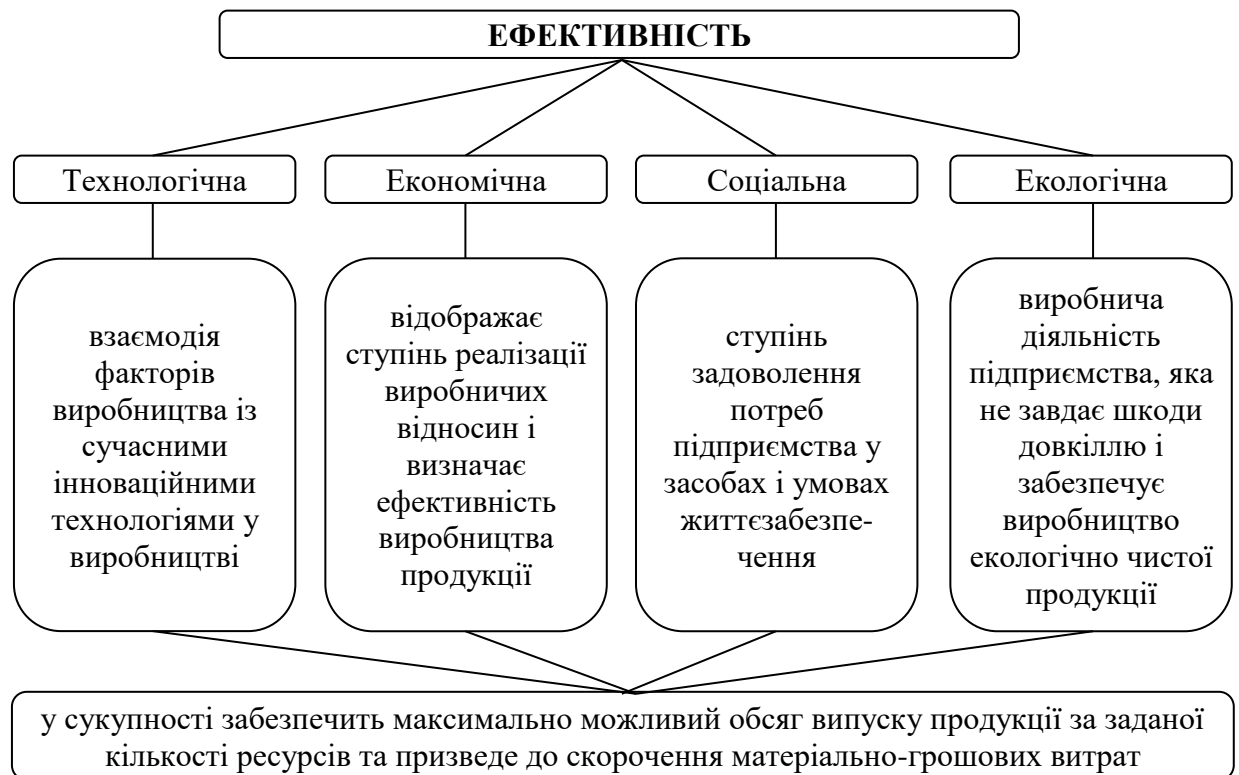 ЕФЕКТИВНІСТЬ
Технологічна
Економічна
Соціальна
Екологічна
взаємодія
факторів
виробництва із
сучасними
інноваційними
технологіями у
виробництві
відображає
ступінь реалізації
виробничих
відносин і
визначає
ефективність
виробництва
продукції
ступінь
задоволення
потреб
підприємства у
засобах і умовах
життєзабезпе-
чення
виробнича
діяльність
підприємства, яка
не завдає шкоди
довкіллю і
забезпечує
виробництво
екологічно чистої
продукції
у сукупності забезпечить максимально можливий обсяг випуску продукції за заданої
кількості ресурсів та призведе до скорочення матеріально-грошових витрат